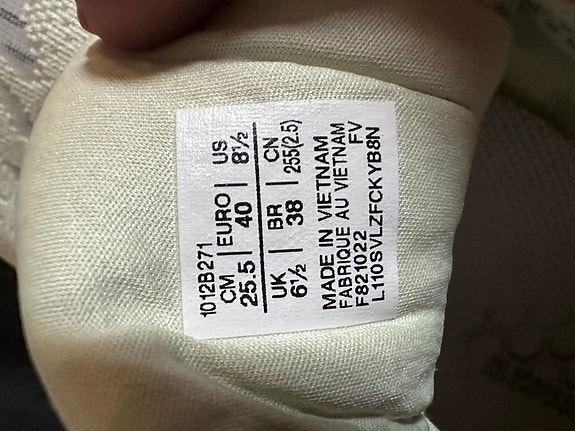 1012B271
CM | EURO | US
25.5 | 40 | 8½
UK | BR | CN
6½ | 38 | 255(2.5)
MADE IN VIETNAM
FABRIQUE AU VIETNAM
F821022 FV
L110SVLZFCKYB8N